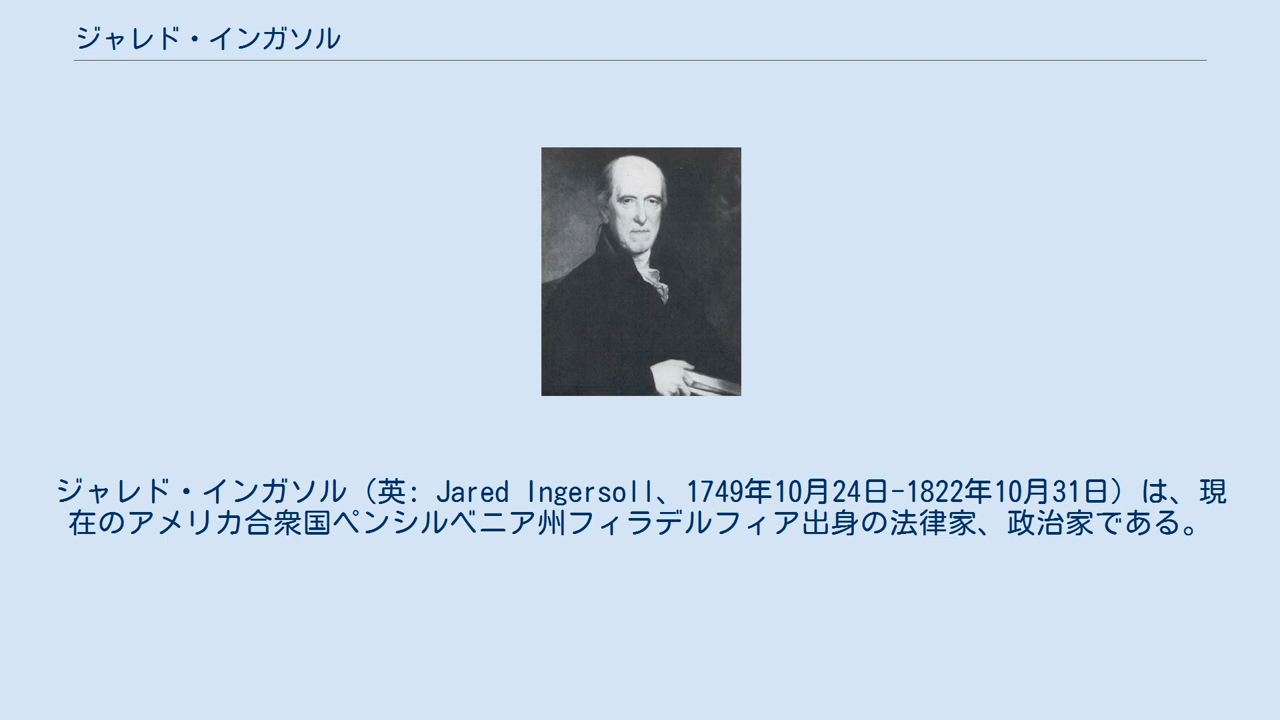 ジャレド・インガソル
ジャレド・インガソル（英: Jared Ingersoll、1749年10月24日-1822年10月31日）は、現
在のアメリカ合衆国ペンシルベニア州フィラデルフィア出身の法律家、政治家である。